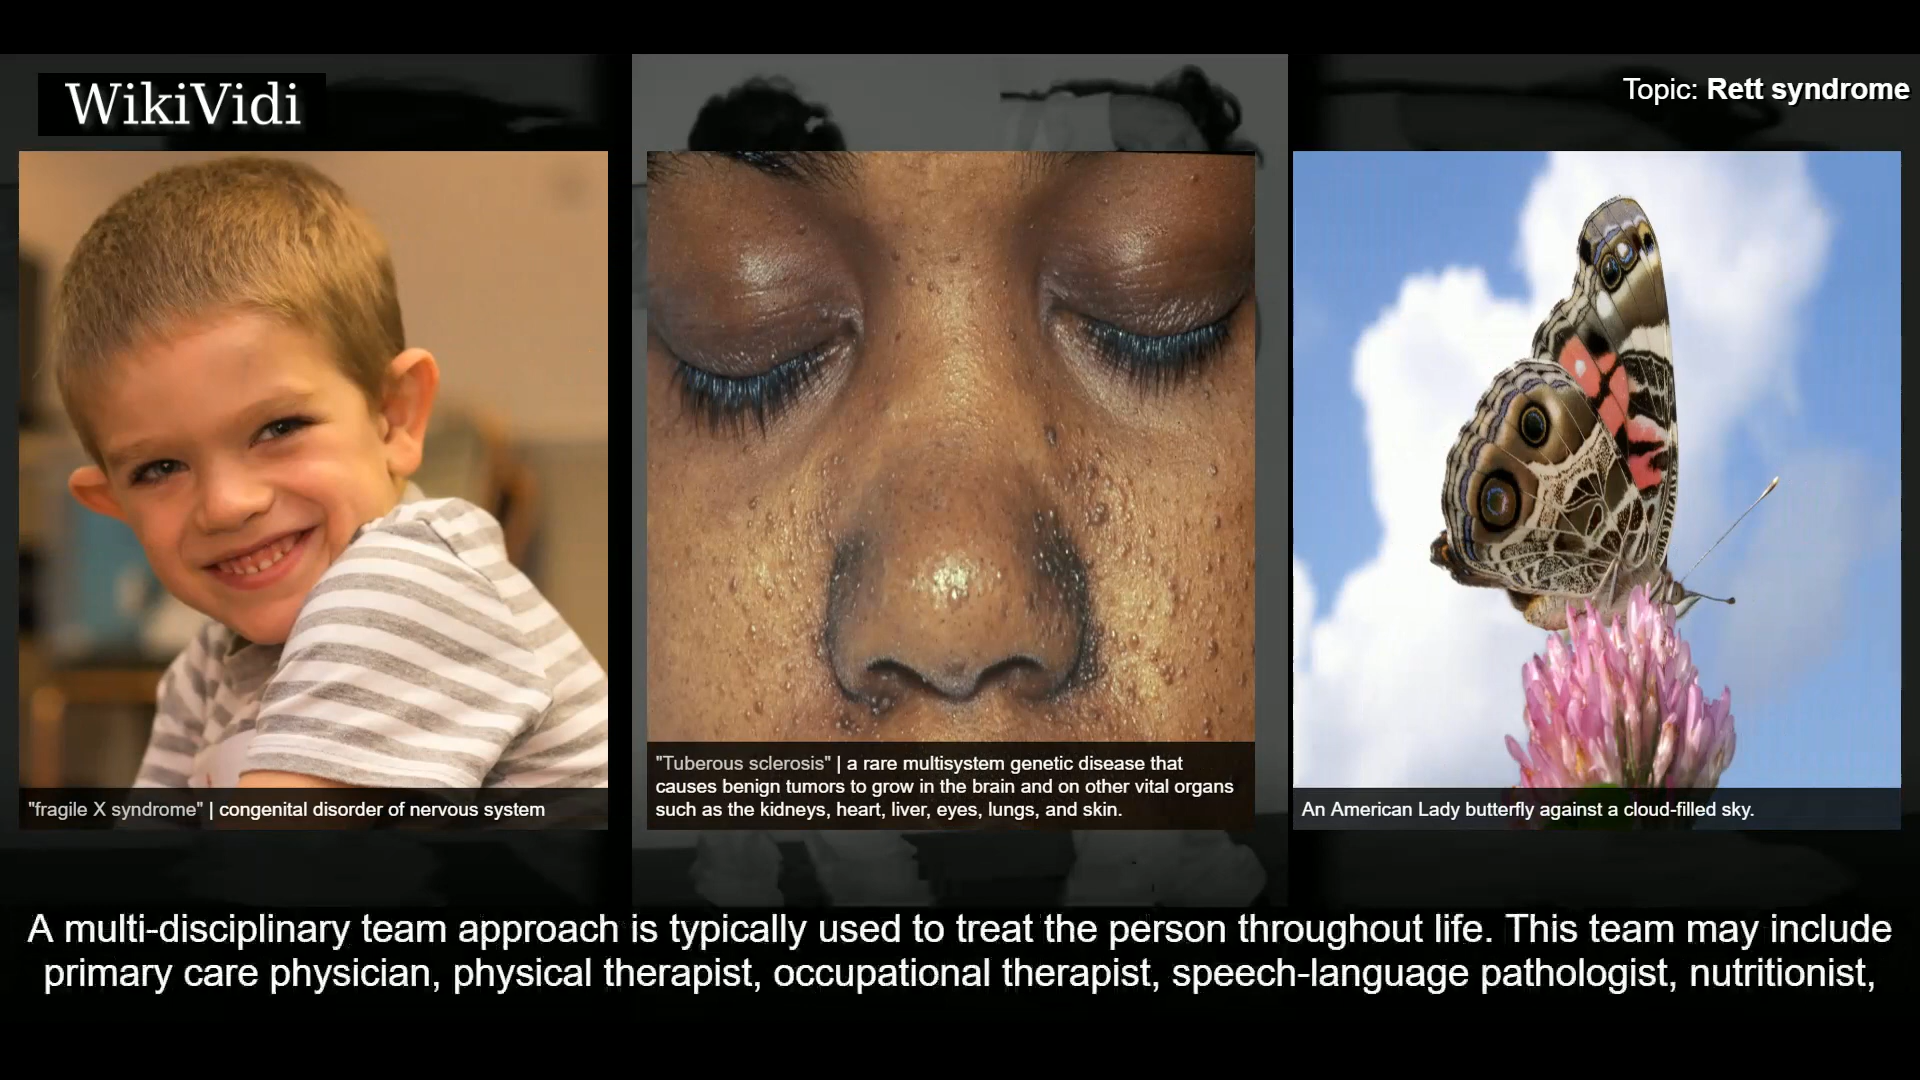 WikiVidi
Topic: Rett syndrome
"fragile X syndrome" | congenital disorder of nervous system
"Tuberous sclerosis" | a rare multisystem genetic disease that
causes benign tumors to grow in the brain and on other vital organs
such as the kidneys, heart, liver, eyes, lungs, and skin.
An American Lady butterfly against a cloud-filled sky.
A multi-disciplinary team approach is typically used to treat the person throughout life. This team may include
primary care physician, physical therapist, occupational therapist, speech-language pathologist, nutritionist,